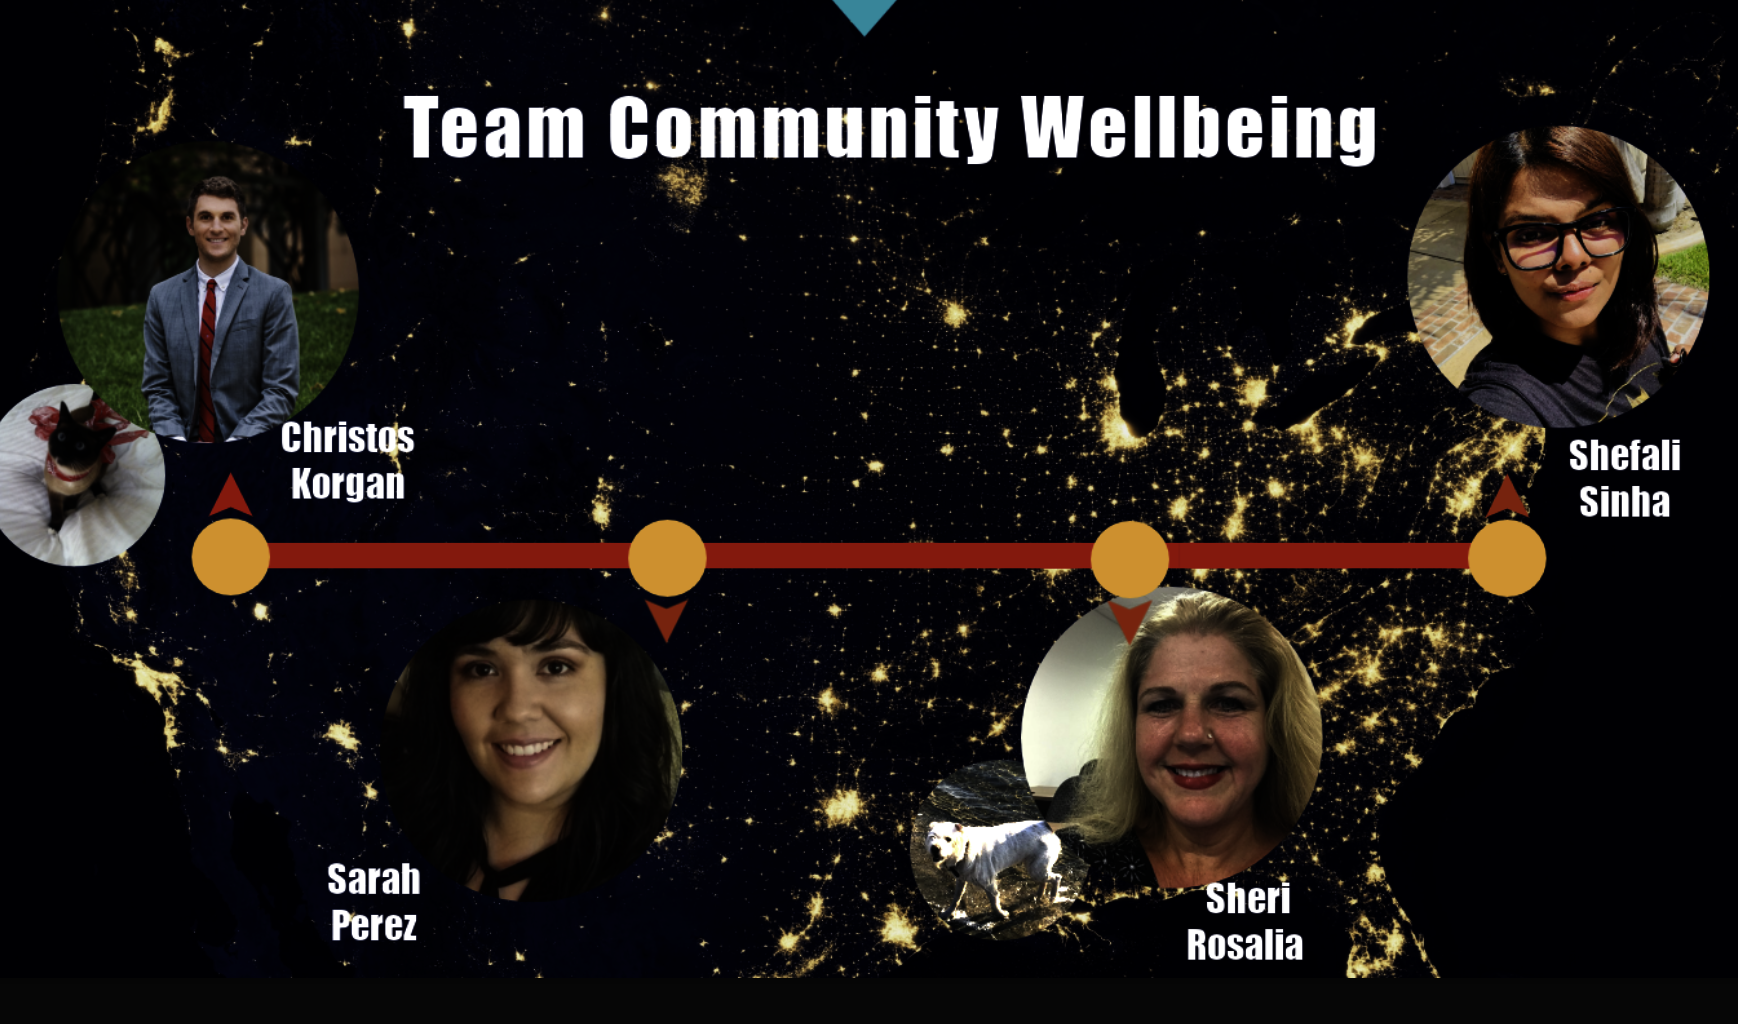 Team Community Wellbeing
Christos
Korgan
Shefali
Sinha
Sarah
Perez
Sheri
Rosalia